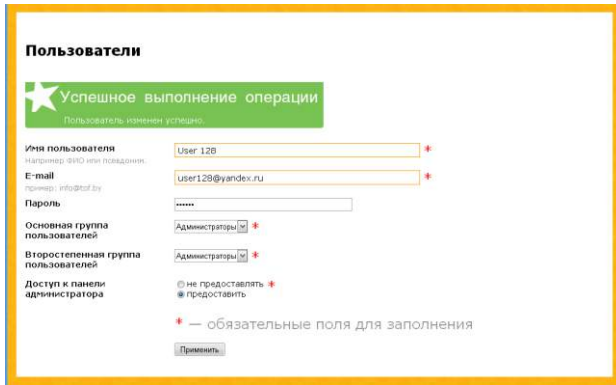 Пользователи
Успешное выполнение операции
Пользователь изменен успешно.
Имя пользователя
Например ФИО или псевдоним.
User 128 *
E-mail
пример: info@tof.by
user128@yandex.ru *
Пароль
••••••
Основная группа пользователей
Администраторы *
Второстепенная группа пользователей
Администраторы *
Доступ к панели администратора
не предоставлять *
предоставить
* — обязательные поля для заполнения
Применить